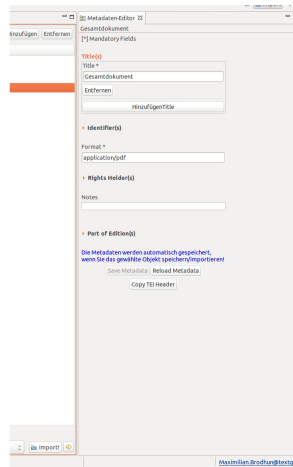 Metadaten-Editor
inzufügen Entfernen
Gesamtdokument
[*] Mandatory Fields
Title(s)
Title *
Gesamtdokument
Entfernen
HinzufügenTitle
Identifier(s)
Format *
application/pdf
Rights Holder(s)
Notes
Part of Edition(s)
Die Metadaten werden automatisch gespeichert,
wenn Sie das gewählte Objekt speichern/importieren!
Save Metadata Reload Metadata
Copy TEI Header
Import!
Maximilian.Brodhun@textg